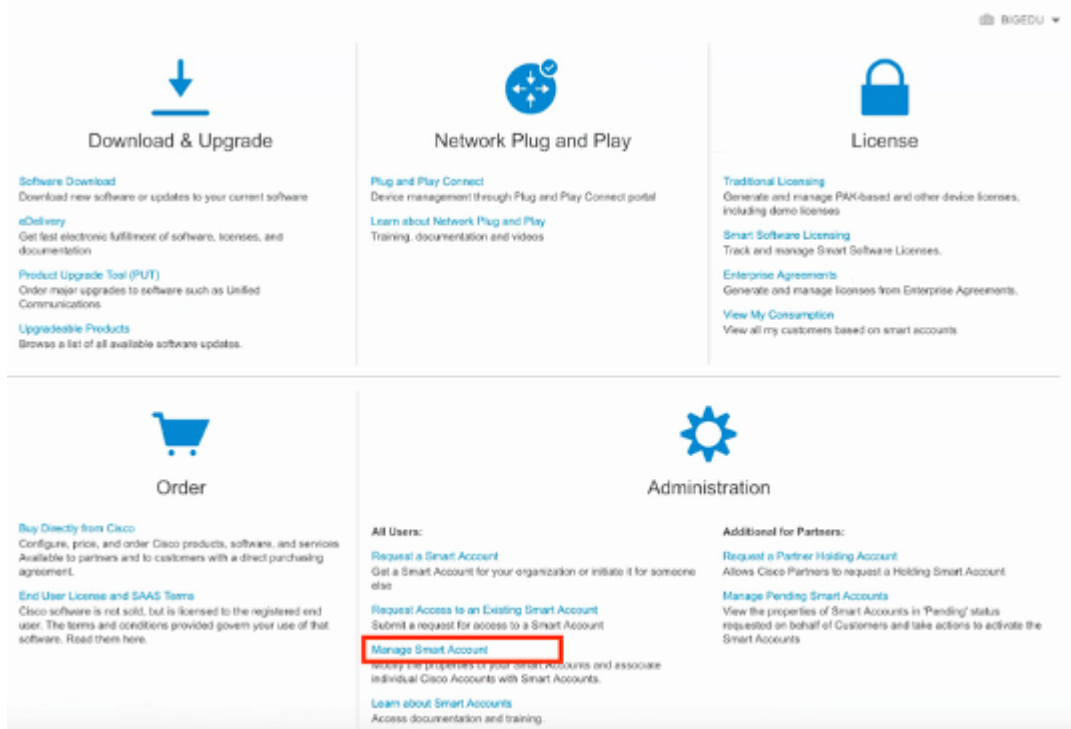 BIGEDU
Download & Upgrade
Software Download
Download new software or updates to your current software
eDelivery
Get fast electronic fulfillment of software, licenses, and
documentation
Product Upgrade Tool (PUT)
Order major upgrades to software such as Unified
Communications
Upgradeable Products
Browse a list of all available software updates.
Network Plug and Play
Plug and Play Connect
Device management through Plug and Play Connect portal
Learn about Network Plug and Play
Training, documentation and videos
License
Traditional Licensing
Generate and manage PAK-based and other device licenses,
including demo licenses
Smart Software Licensing
Track and manage Smart Software Licenses.
Enterprise Agreements
Generate and manage licenses from Enterprise Agreements.
View My Consumption
View all my customers based on smart accounts
Order
Buy Directly from Cisco
Configure, price, and order Cisco products, software, and services
Available to partners and to customers with a direct purchasing
agreement.
End User License and SAAS Terms
Cisco software is not sold, but is licensed to the registered end
user. The terms and conditions provided govern your use of that
software. Read them here.
Administration
All Users:
Request a Smart Account
Get a Smart Account for your organization or initiate it for someone
else
Request Access to an Existing Smart Account
Submit a request for access to a Smart Account
Manage Smart Account
Modify the properties of your Smart Accounts and associate
individual Cisco Accounts with Smart Accounts.
Learn about Smart Accounts
Access documentation and training.
Additional for Partners:
Request a Partner Holding Account
Allows Cisco Partners to request a Holding Smart Account
Manage Pending Smart Accounts
View the properties of Smart Accounts in 'Pending' status
requested on behalf of Customers and take actions to activate the
Smart Accounts